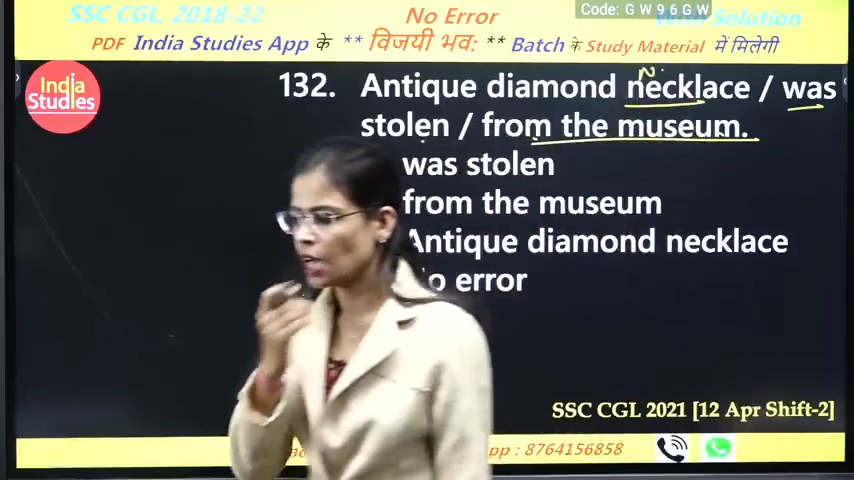 SSC CGL, 2018-22
No Error
Code: G W 9 6 G W
With Solution
PDF India Studies App के ** विजयी भव: ** Batch के Study Material में मिलेगी
India
Studies
132. Antique diamond necklace / was
stolen / from the museum.
N
was stolen
from the museum
Antique diamond necklace
error
SSC CGL 2021 [12 Apr Shift-2]
: 8764156858